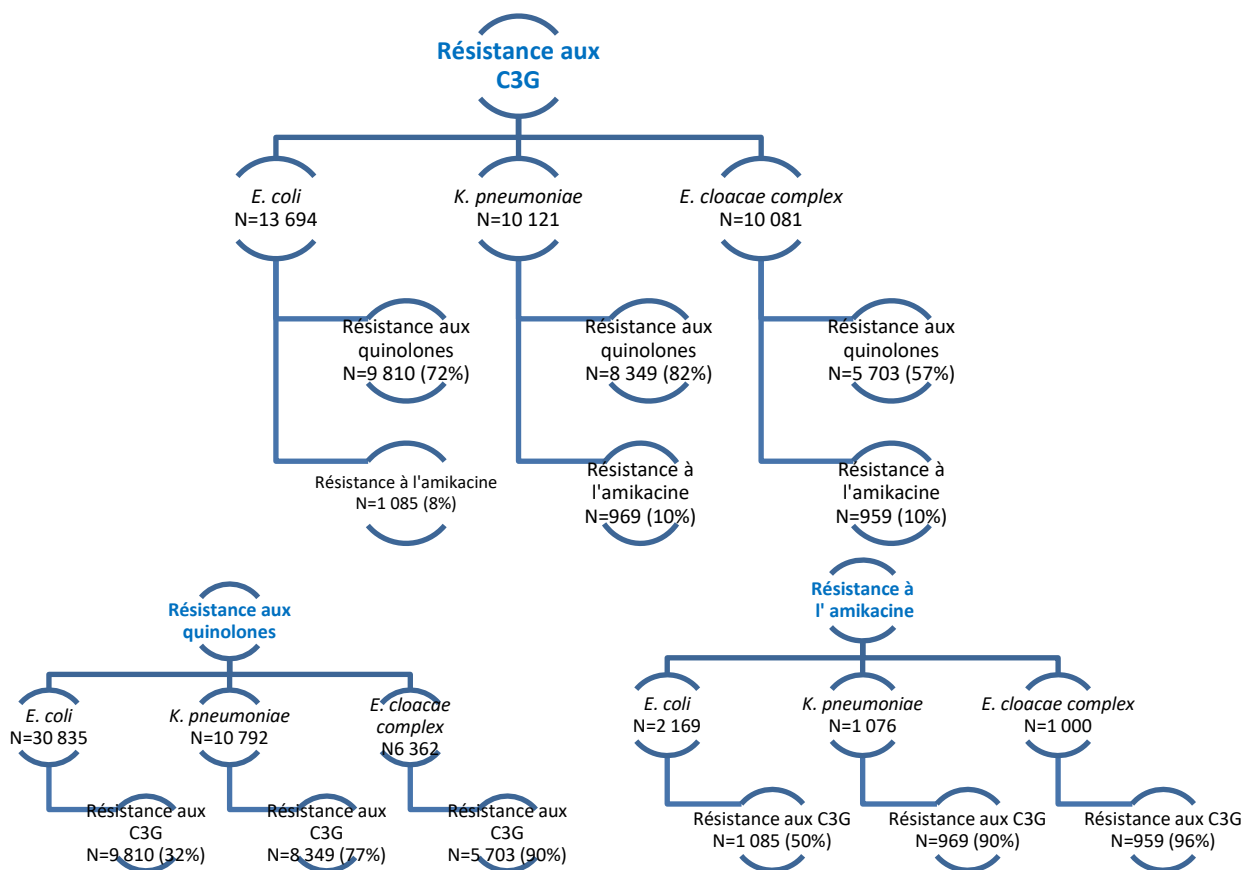 Résistance aux
C3G
E. coli
N=13 694
K. pneumoniae
N=10 121
E. cloacae complex
N=10 081
Résistance aux
quinolones
N=9 810 (72%)
Résistance aux
quinolones
N=8 349 (82%)
Résistance aux
quinolones
N=5 703 (57%)
Résistance à l'amikacine
N=1 085 (8%)
Résistance à
l'amikacine
N=969 (10%)
Résistance à
l'amikacine
N=959 (10%)
Résistance aux
quinolones
E. coli
N=30 835
K. pneumoniae
N=10 792
E. cloacae
complex
N6 362
Résistance aux
C3G
N=9 810 (32%)
Résistance aux
C3G
N=8 349 (77%)
Résistance aux
C3G
N=5 703 (90%)
Résistance à
l' amikacine
E. coli
N=2 169
K. pneumoniae
N=1 076
E. cloacae complex
N=1 000
Résistance aux C3G
N=1 085 (50%)
Résistance aux C3G
N=969 (90%)
Résistance aux C3G
N=959 (96%)